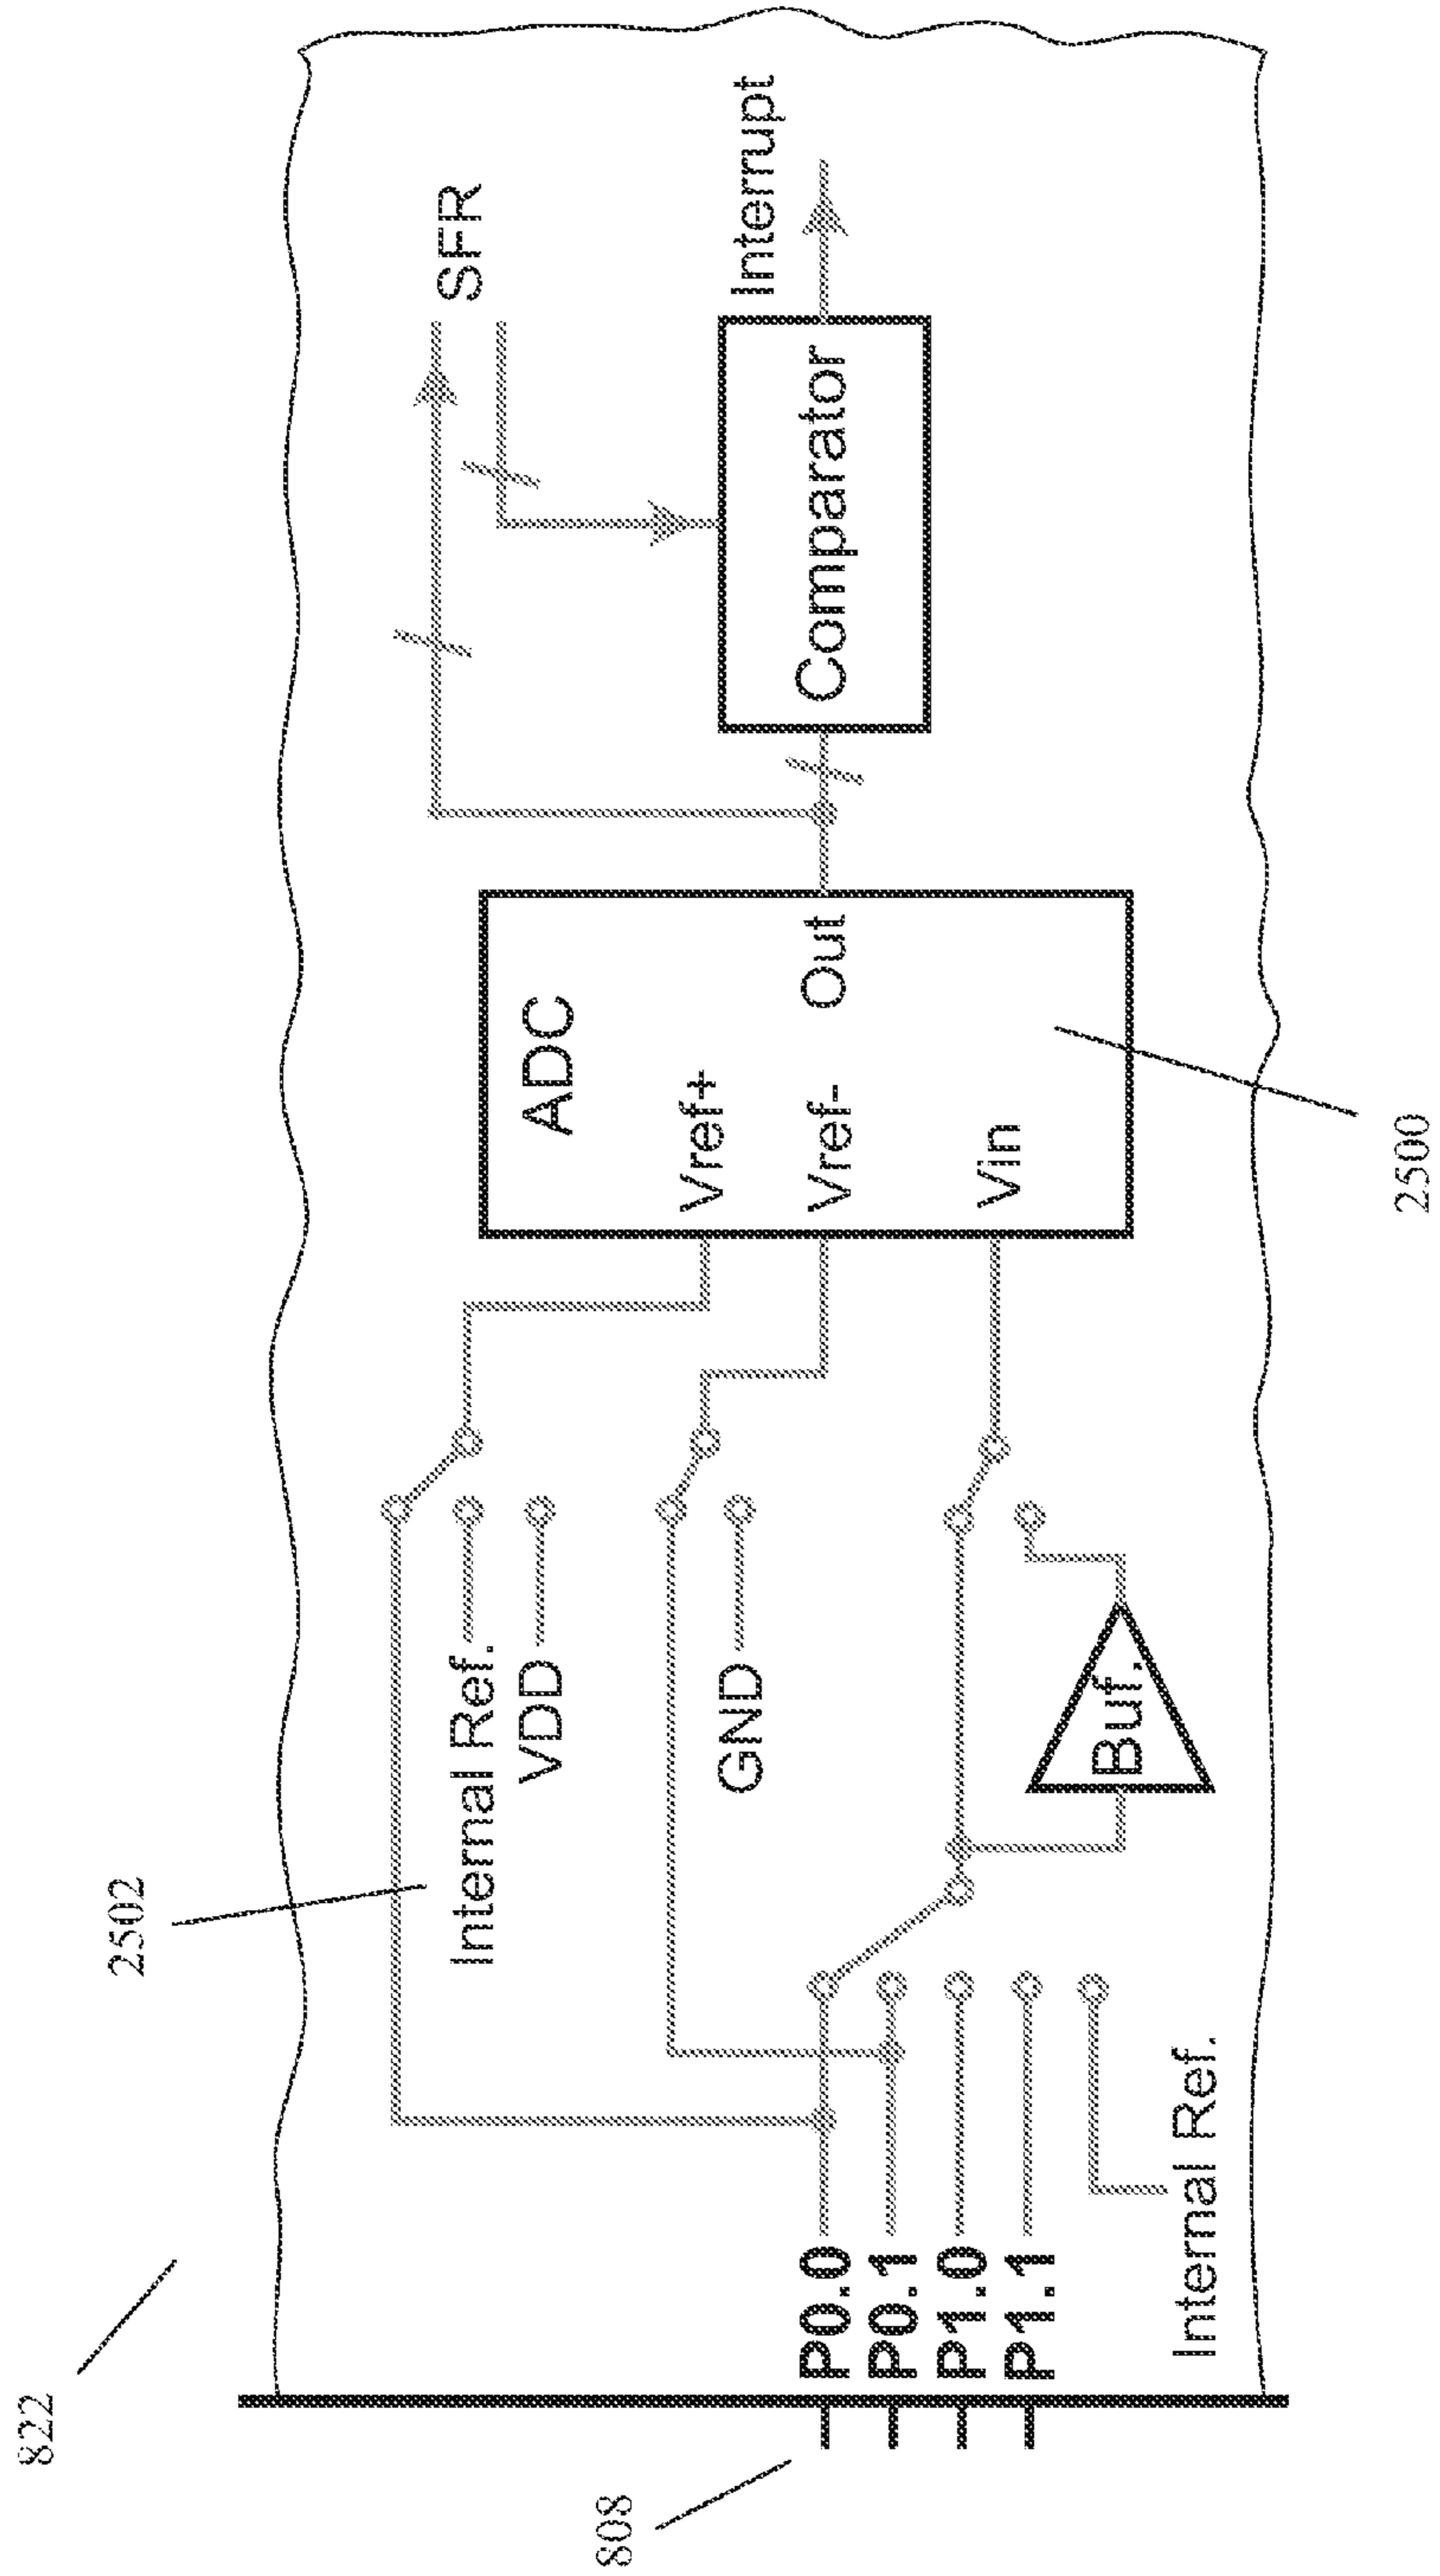 822
2502
808
SFR
Interrupt
Comparator
ADC
Vref+
Vref-
Out
Vin
2500
Internal Ref.
VDD
GND
Buf.
P0.0
P0.1
P1.0
P1.1
Internal Ref.